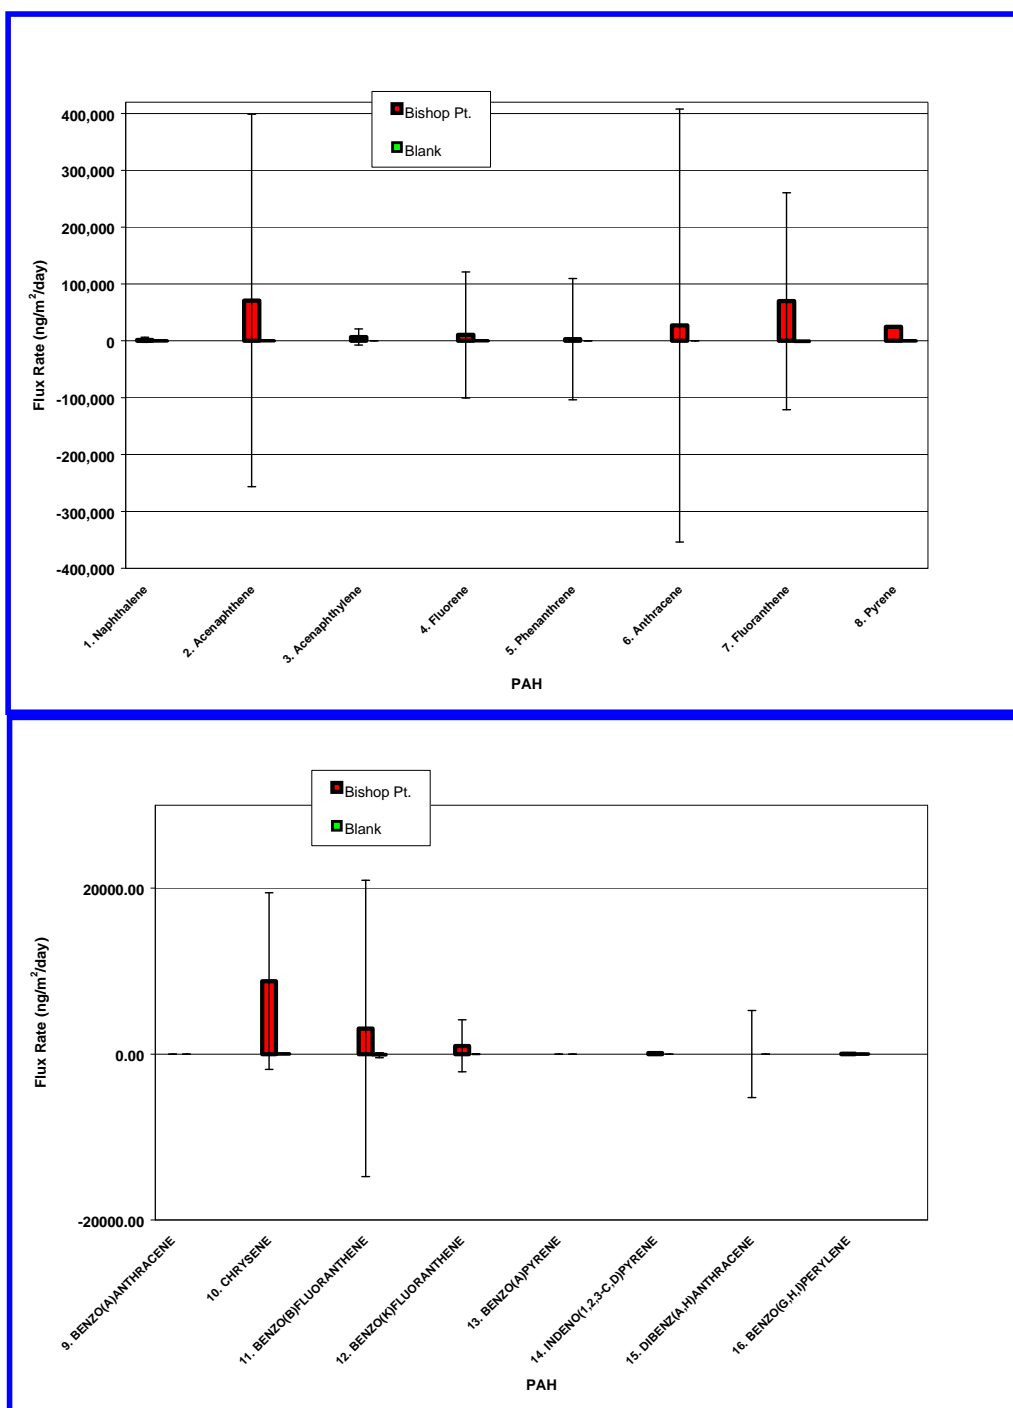 Bishop Pt.
Blank
400,000
300,000
200,000
100,000
0
-100,000
-200,000
-300,000
-400,000
Flux Rate (ng/m²/day)
1. Naphthalene
2. Acenaphthene
3. Acenaphthylene
4. Fluorene
5. Phenanthrene
6. Anthracene
7. Fluoranthene
8. Pyrene
PAH
Bishop Pt.
Blank
20000.00
0.00
-20000.00
Flux Rate (ng/m²/day)
9. BENZO(A)ANTHRACENE
10. CHRYSENE
11. BENZO(B)FLUORANTHENE
12. BENZO(K)FLUORANTHENE
13. BENZO(A)PYRENE
14. INDENO(1,2,3-C,D)PYRENE
15. DIBENZ(A,H)ANTHRACENE
16. BENZO(G,H,I)PERYLENE
PAH